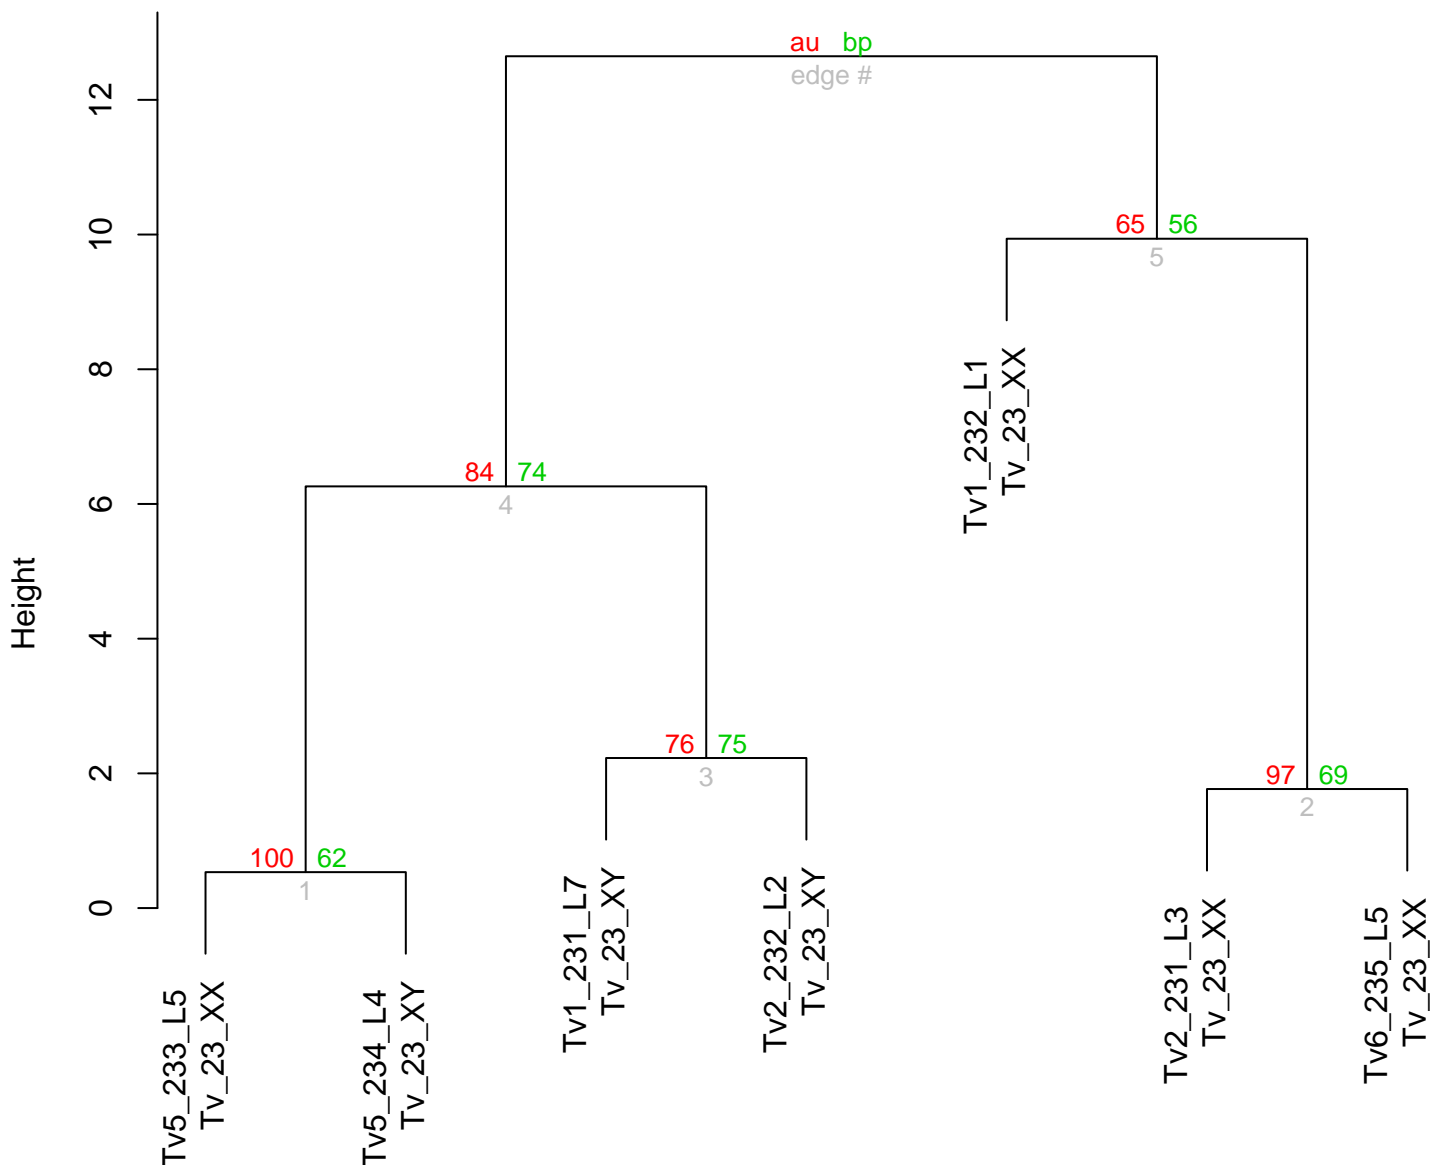 au bp
edge #
12
10
8
6
4
2
0
Height
65 56
5
84 74
4
76 75
3
97 69
2
100 62
1
Tv1_232_L1
Tv_23_XX
Tv5_233_L5
Tv_23_XX
Tv5_234_L4
Tv_23_XY
Tv1_231_L7
Tv_23_XY
Tv2_232_L2
Tv_23_XY
Tv2_231_L3
Tv_23_XX
Tv6_235_L5
Tv_23_XX